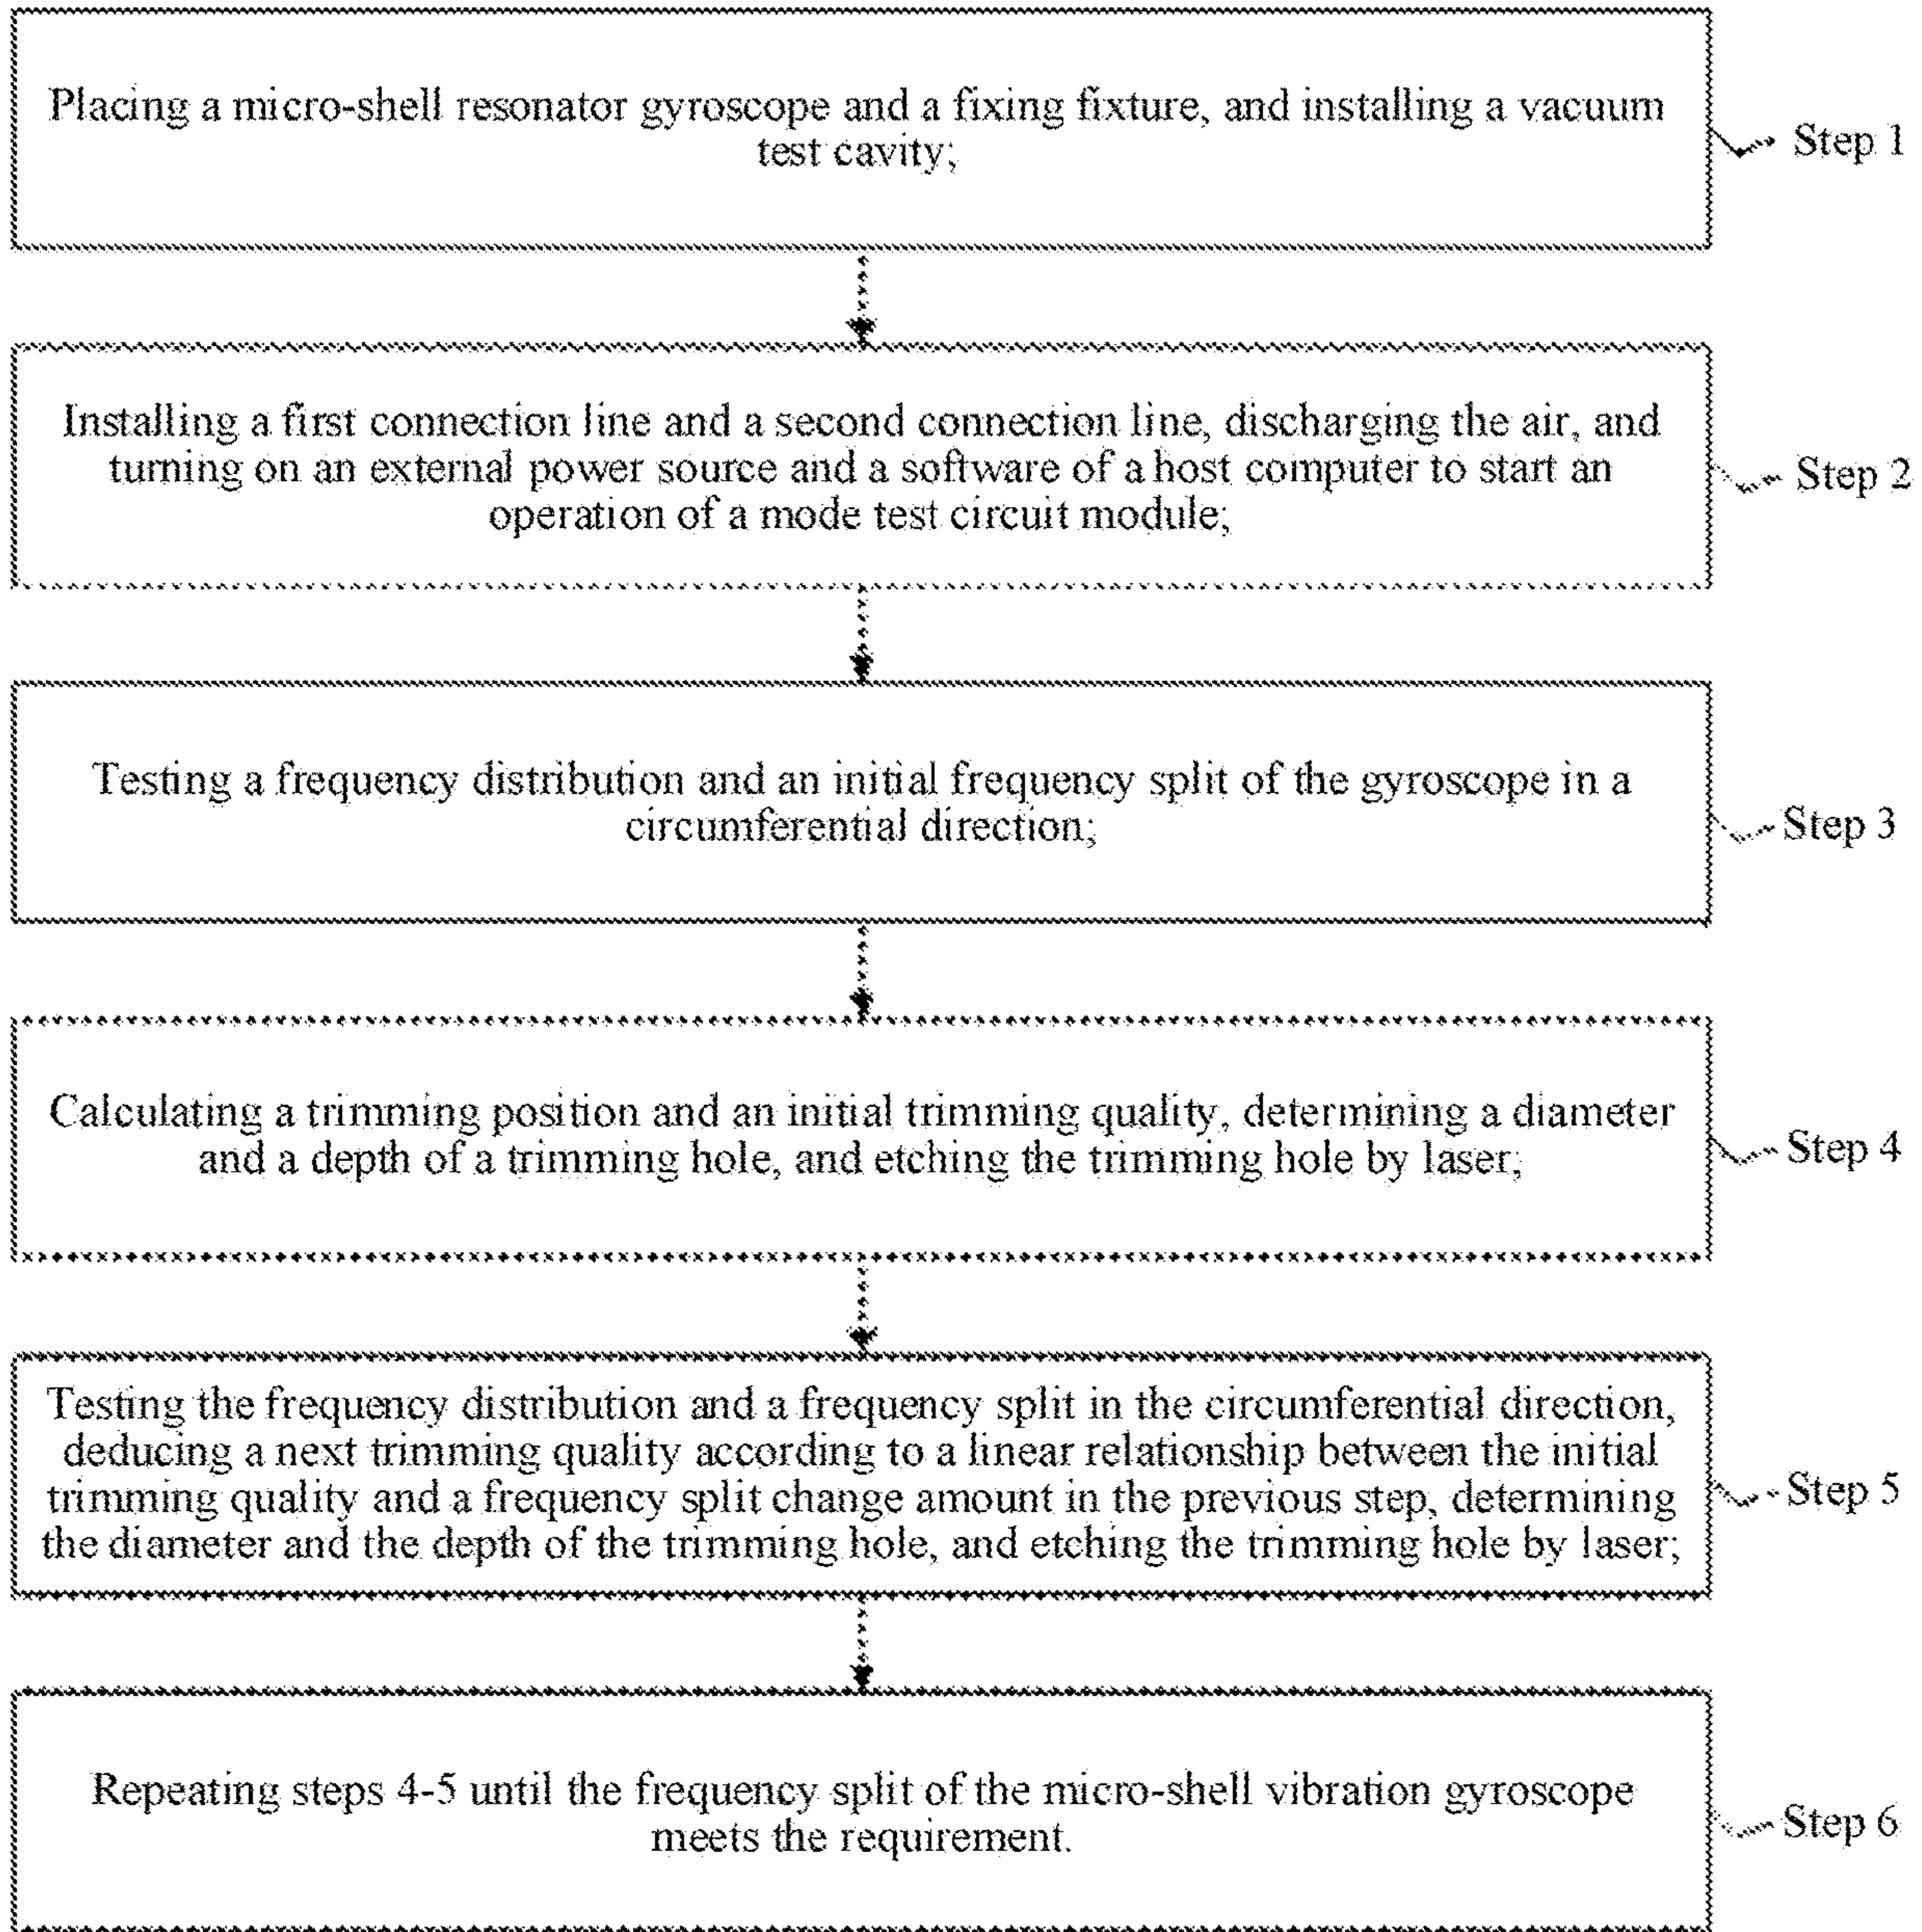 Placing a micro-shell resonator gyroscope and a fixing fixture, and installing a vacuum
test cavity;
Step 1
Installing a first connection line and a second connection line, discharging the air, and
turning on an external power source and a software of a host computer to start an
operation of a mode test circuit module;
Step 2
Testing a frequency distribution and an initial frequency split of the gyroscope in a
circumferential direction;
Step 3
Calculating a trimming position and an initial trimming quality, determining a diameter
and a depth of a trimming hole, and etching the trimming hole by laser;
Step 4
Testing the frequency distribution and a frequency split in the circumferential direction,
deducing a next trimming quality according to a linear relationship between the initial
trimming quality and a frequency split change amount in the previous step, determining
the diameter and the depth of the trimming hole, and etching the trimming hole by laser;
Step 5
Repeating steps 4-5 until the frequency split of the micro-shell vibration gyroscope
meets the requirement.
Step 6